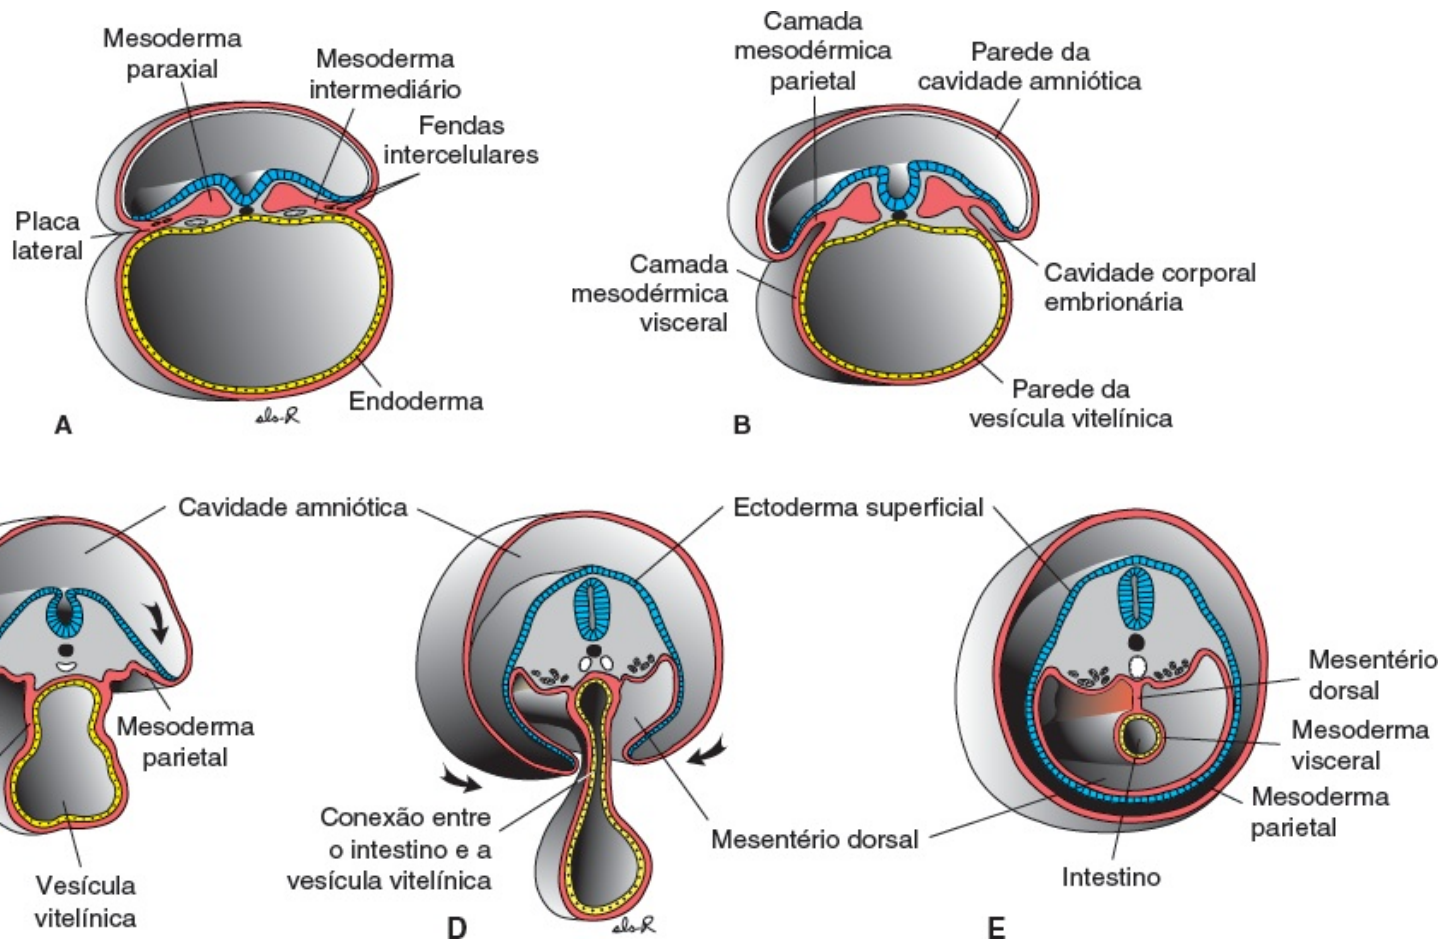 Mesoderma
paraxial
Mesoderma
intermediário
Fendas
intercelulares
Placa
lateral
Endoderma
sls-R
A
Camada
mesodérmica
parietal
Parede da
cavidade amniótica
Camada
mesodérmica
visceral
Cavidade corporal
embrionária
Parede da
vesícula vitelínica
B
Cavidade amniótica
Mesoderma
parietal
Vesícula
vitelínica
Ectoderma superficial
Conexão entre
o intestino e a
vesícula vitelínica
Mesentério dorsal
sls-R
D
Mesentério
dorsal
Mesoderma
visceral
Mesoderma
parietal
Intestino
E